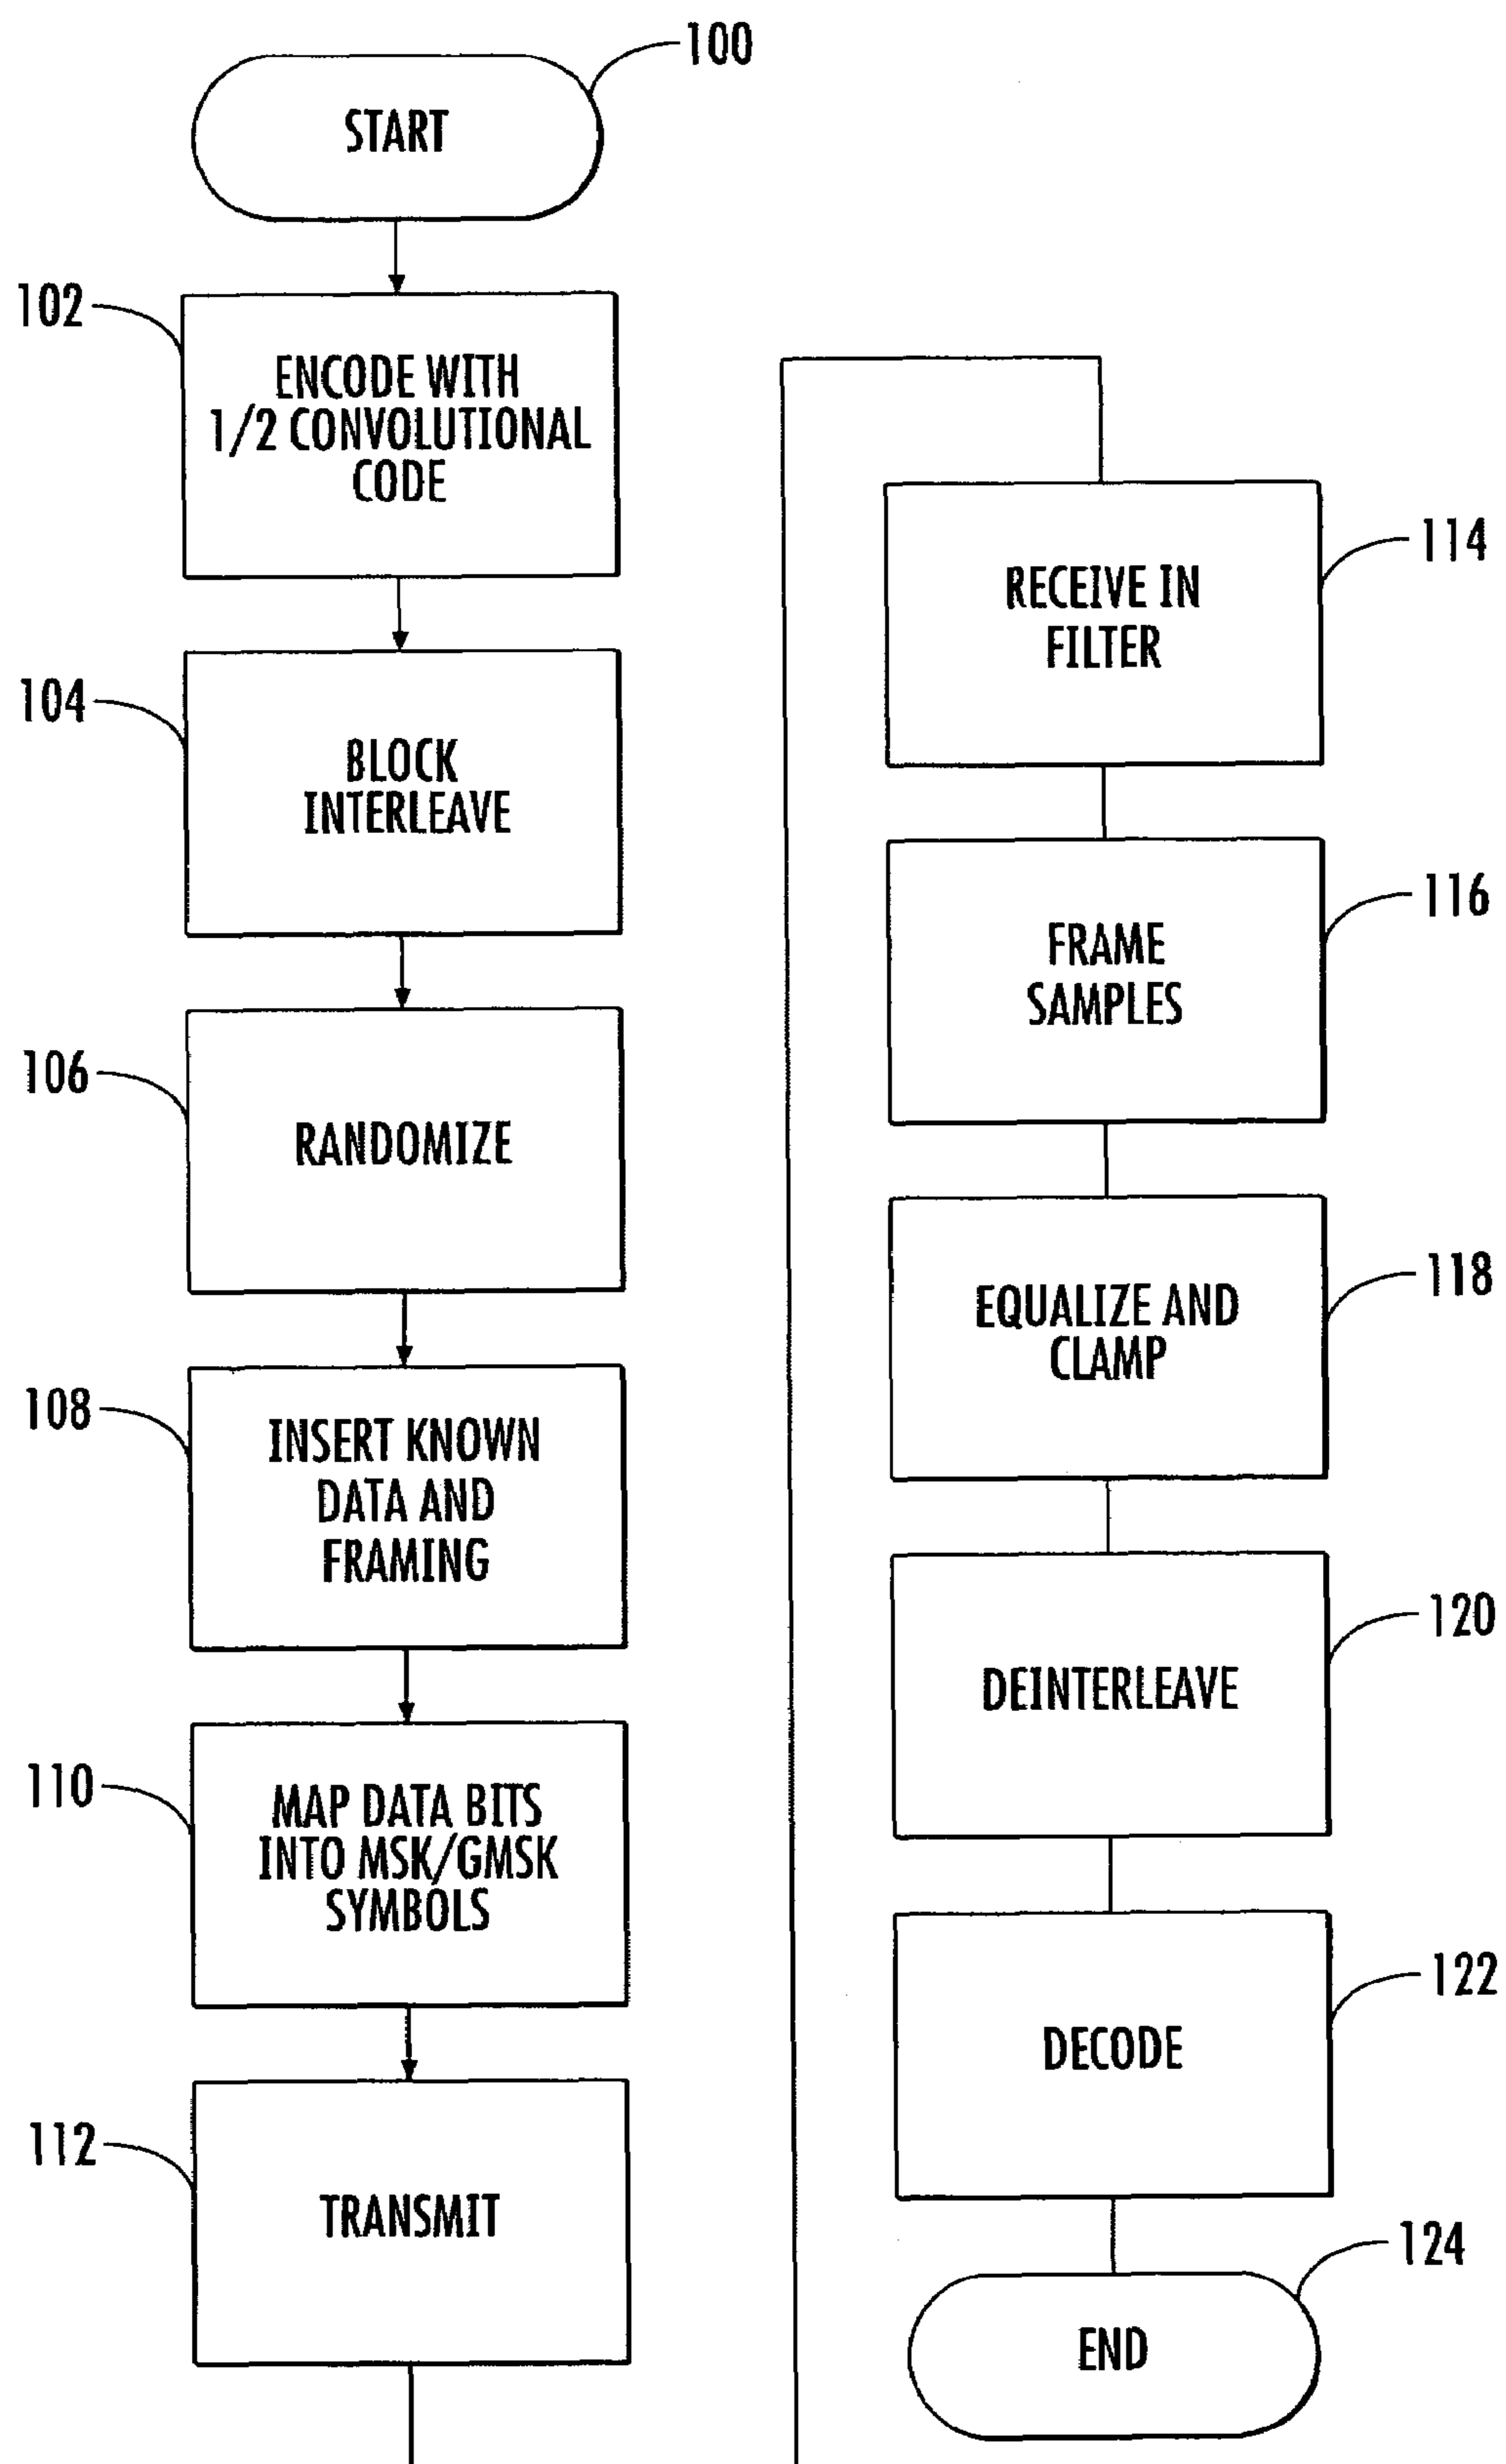 START
100
102
ENCODE WITH
1/2 CONVOLUTIONAL
CODE
104
BLOCK
INTERLEAVE
106
RANDOMIZE
108
INSERT KNOWN
DATA AND
FRAMING
110
MAP DATA BITS
INTO MSK/GMSK
SYMBOLS
112
TRANSMIT
RECEIVE IN
FILTER
114
FRAME
SAMPLES
116
EQUALIZE AND
CLAMP
118
DEINTERLEAVE
120
DECODE
122
END
124